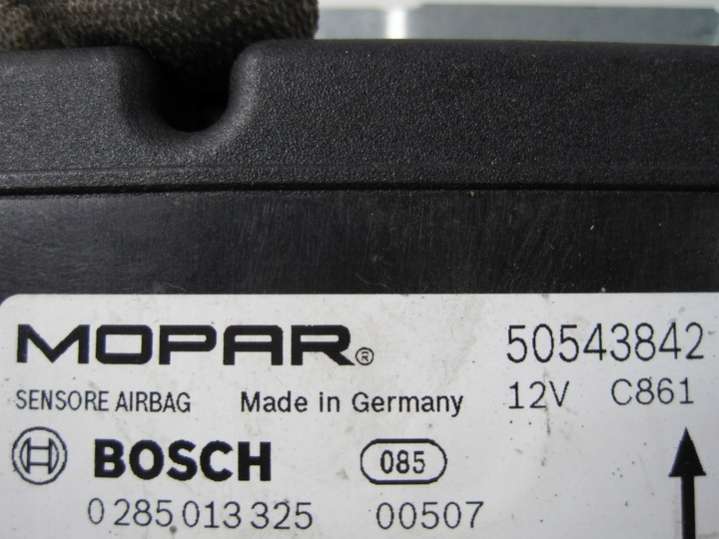 MOPAR® 50543842
SENSORE AIRBAG Made in Germany 12V C861
BOSCH 085
0 285 013 325 00507